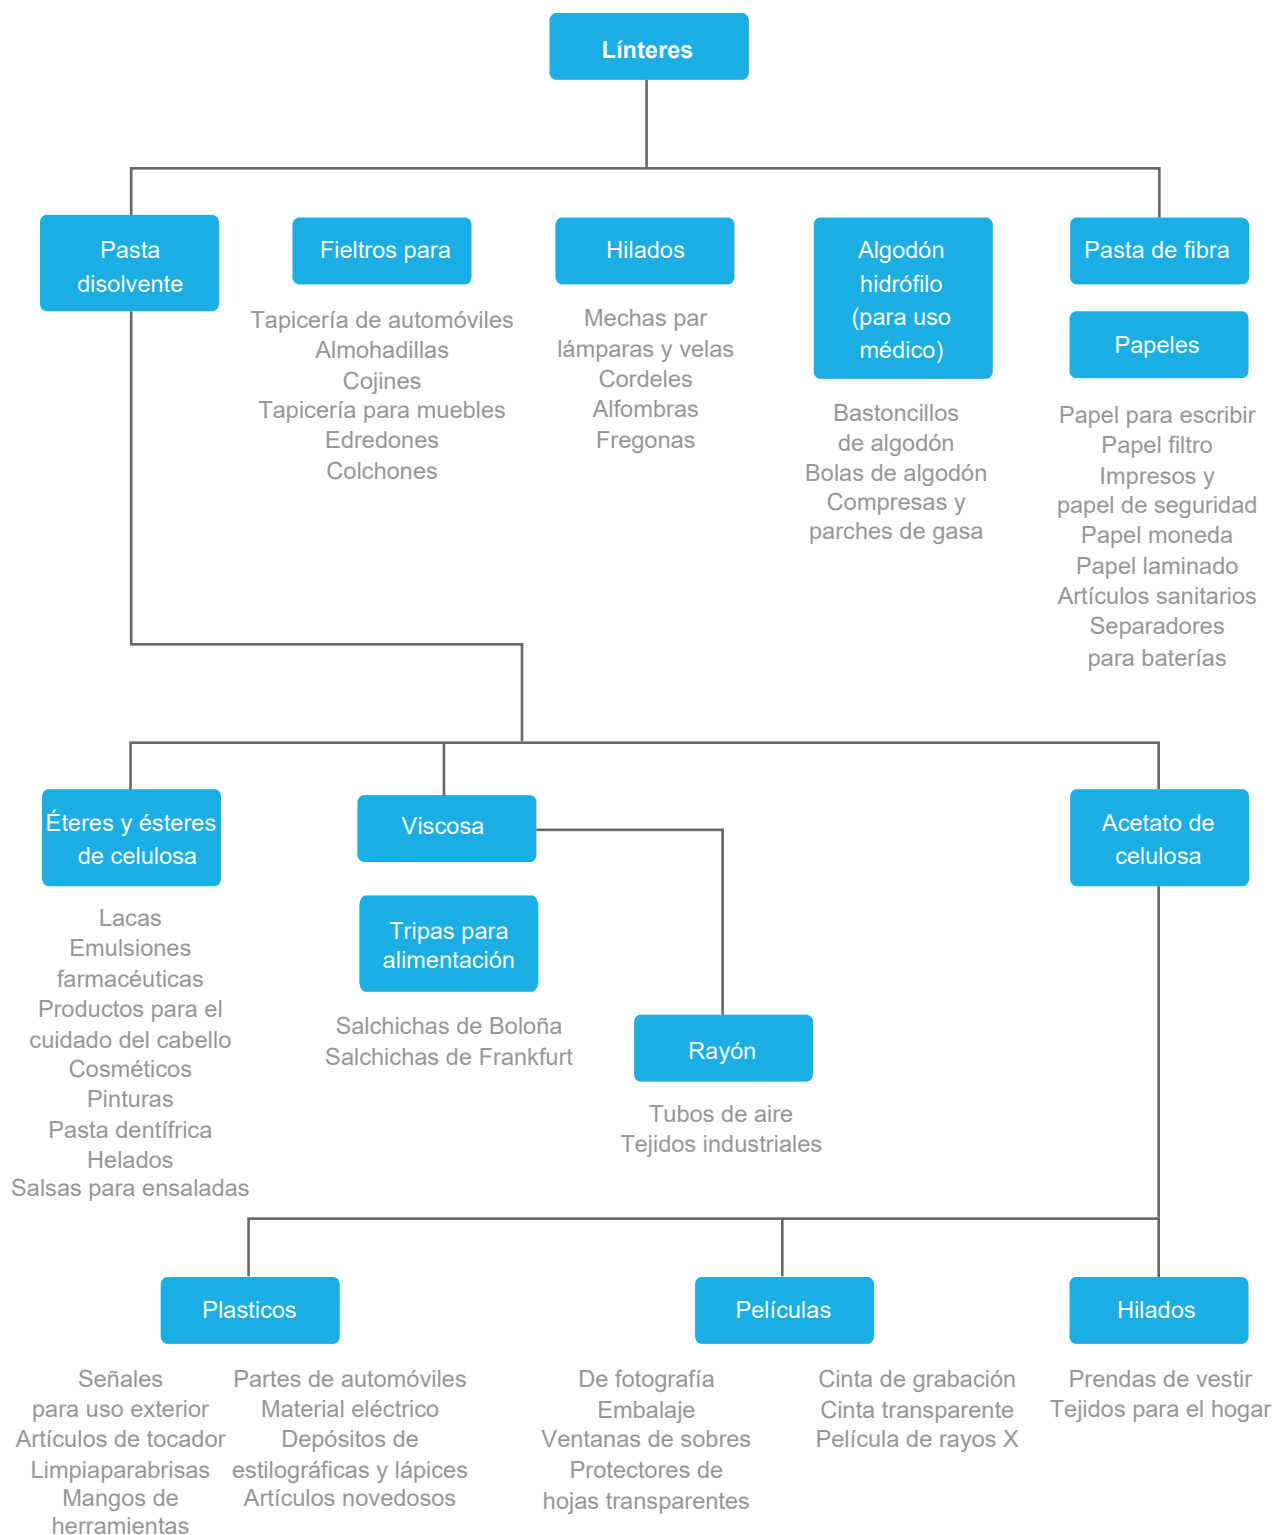 Línteres
Pasta
disolvente
Fieltros para
Tapicería de automóviles
Almohadillas
Cojines
Tapicería para muebles
Edredones
Colchones
Hilados
Mechas par
lámparas y velas
Cordeles
Alfombras
Fregonas
Algodón
hidrófilo
(para uso
médico)
Bastoncillos
de algodón
Bolas de algodón
Compresas y
parches de gasa
Pasta de fibra
Papeles
Papel para escribir
Papel filtro
Impresos y
papel de seguridad
Papel moneda
Papel laminado
Artículos sanitarios
Separadores
para baterías
Éteres y ésteres
de celulosa
Lacas
Emulsiones
farmacéuticas
Productos para el
cuidado del cabello
Cosméticos
Pinturas
Pasta dentífrica
Helados
Salsas para ensaladas
Viscosa
Tripas para
alimentación
Salchichas de Boloña
Salchichas de Frankfurt
Rayón
Tubos de aire
Tejidos industriales
Acetato de
celulosa
Plasticos
Señales
para uso exterior
Artículos de tocador
Limpiaparabrisas
Mangos de
herramientas
Partes de automóviles
Material eléctrico
Depósitos de
estilográficas y lápices
Artículos novedosos
Películas
De fotografía
Embalaje
Ventanas de sobres
Protectores de
hojas transparentes
Cinta de grabación
Cinta transparente
Película de rayos X
Hilados
Prendas de vestir
Tejidos para el hogar